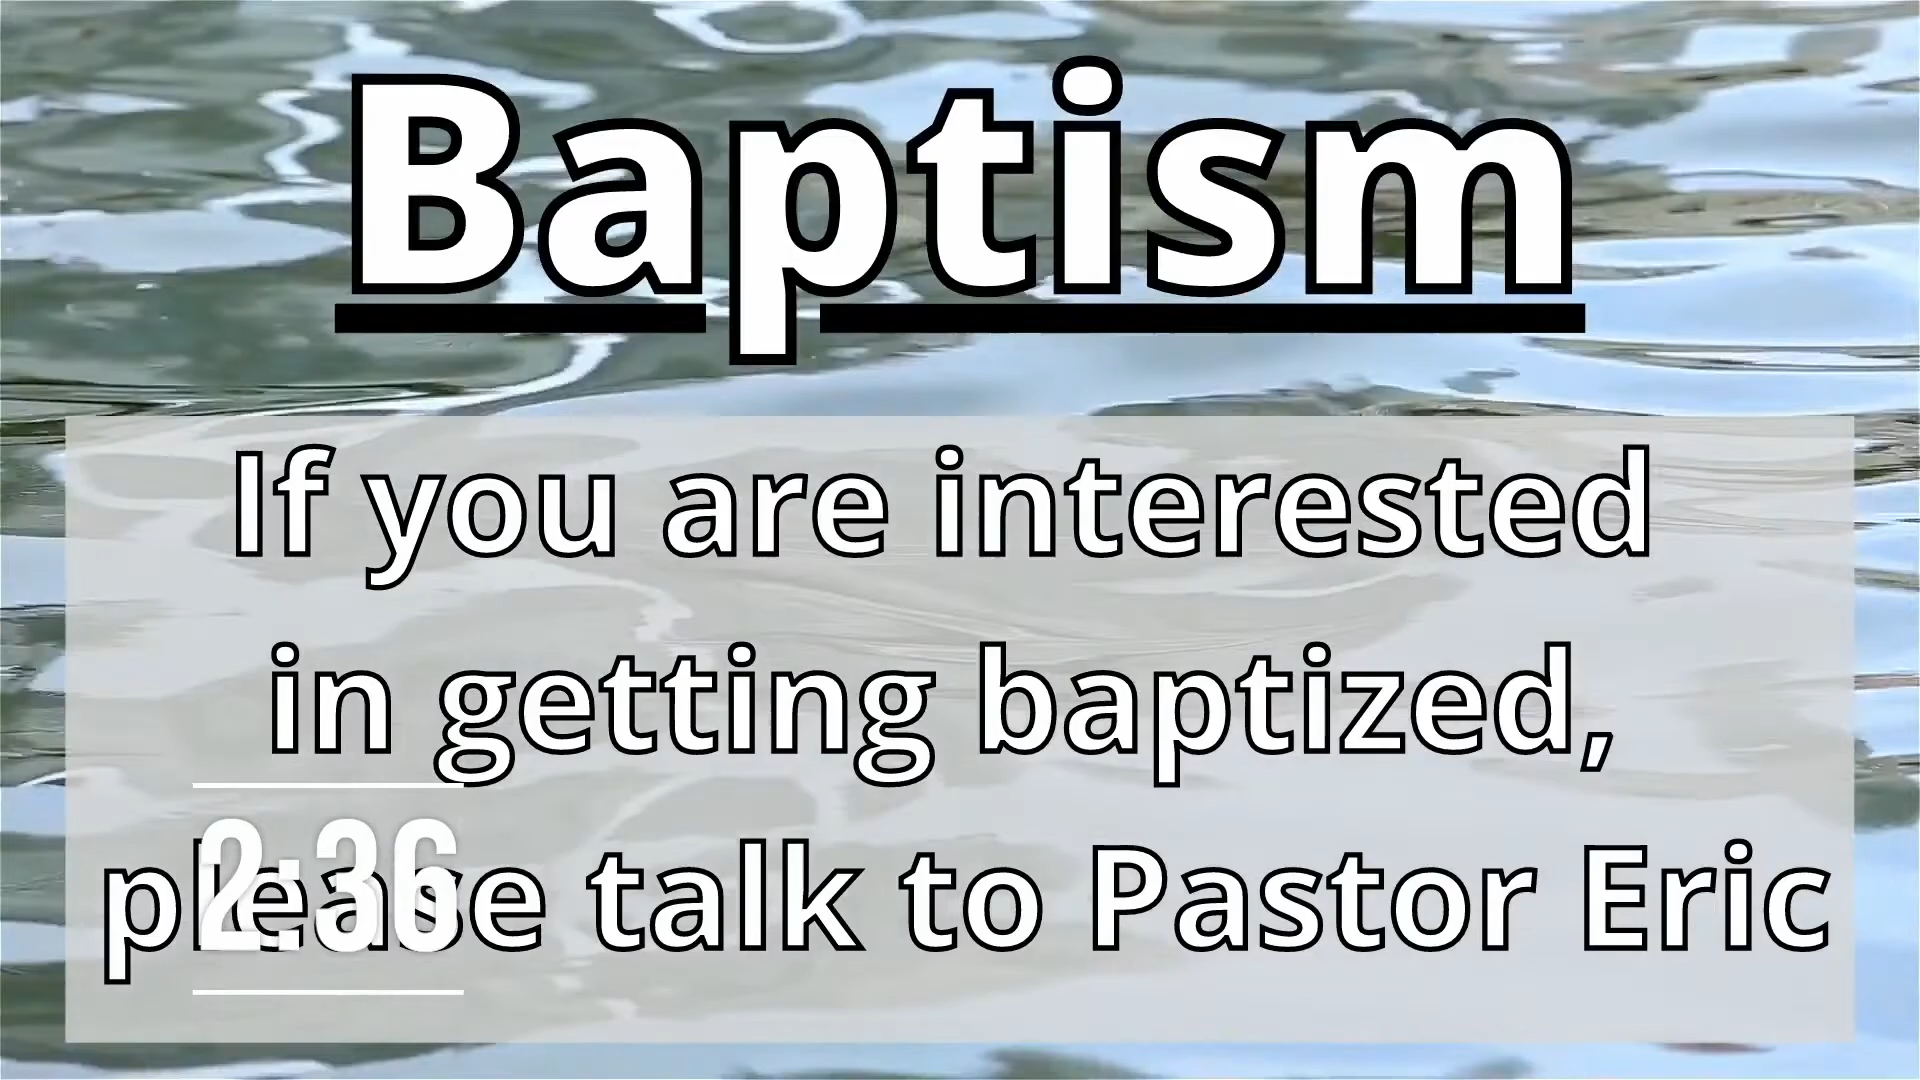 Baptism
If you are interested
in getting baptized,
2:36
please talk to Pastor Eric